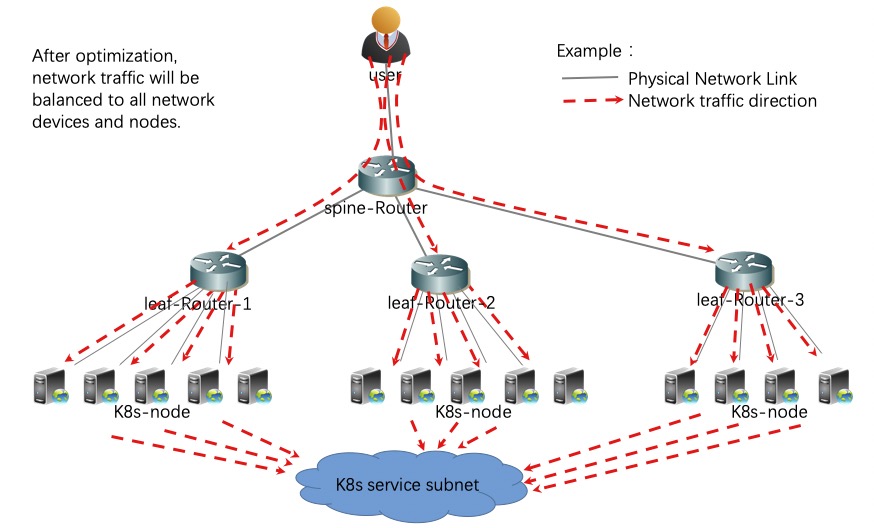 user
After optimization,
network traffic will be
balanced to all network
devices and nodes.
Example：
Physical Network Link
Network traffic direction
spine-Router
leaf-Router-1
leaf-Router-2
leaf-Router-3
K8s-node
K8s-node
K8s-node
K8s service subnet